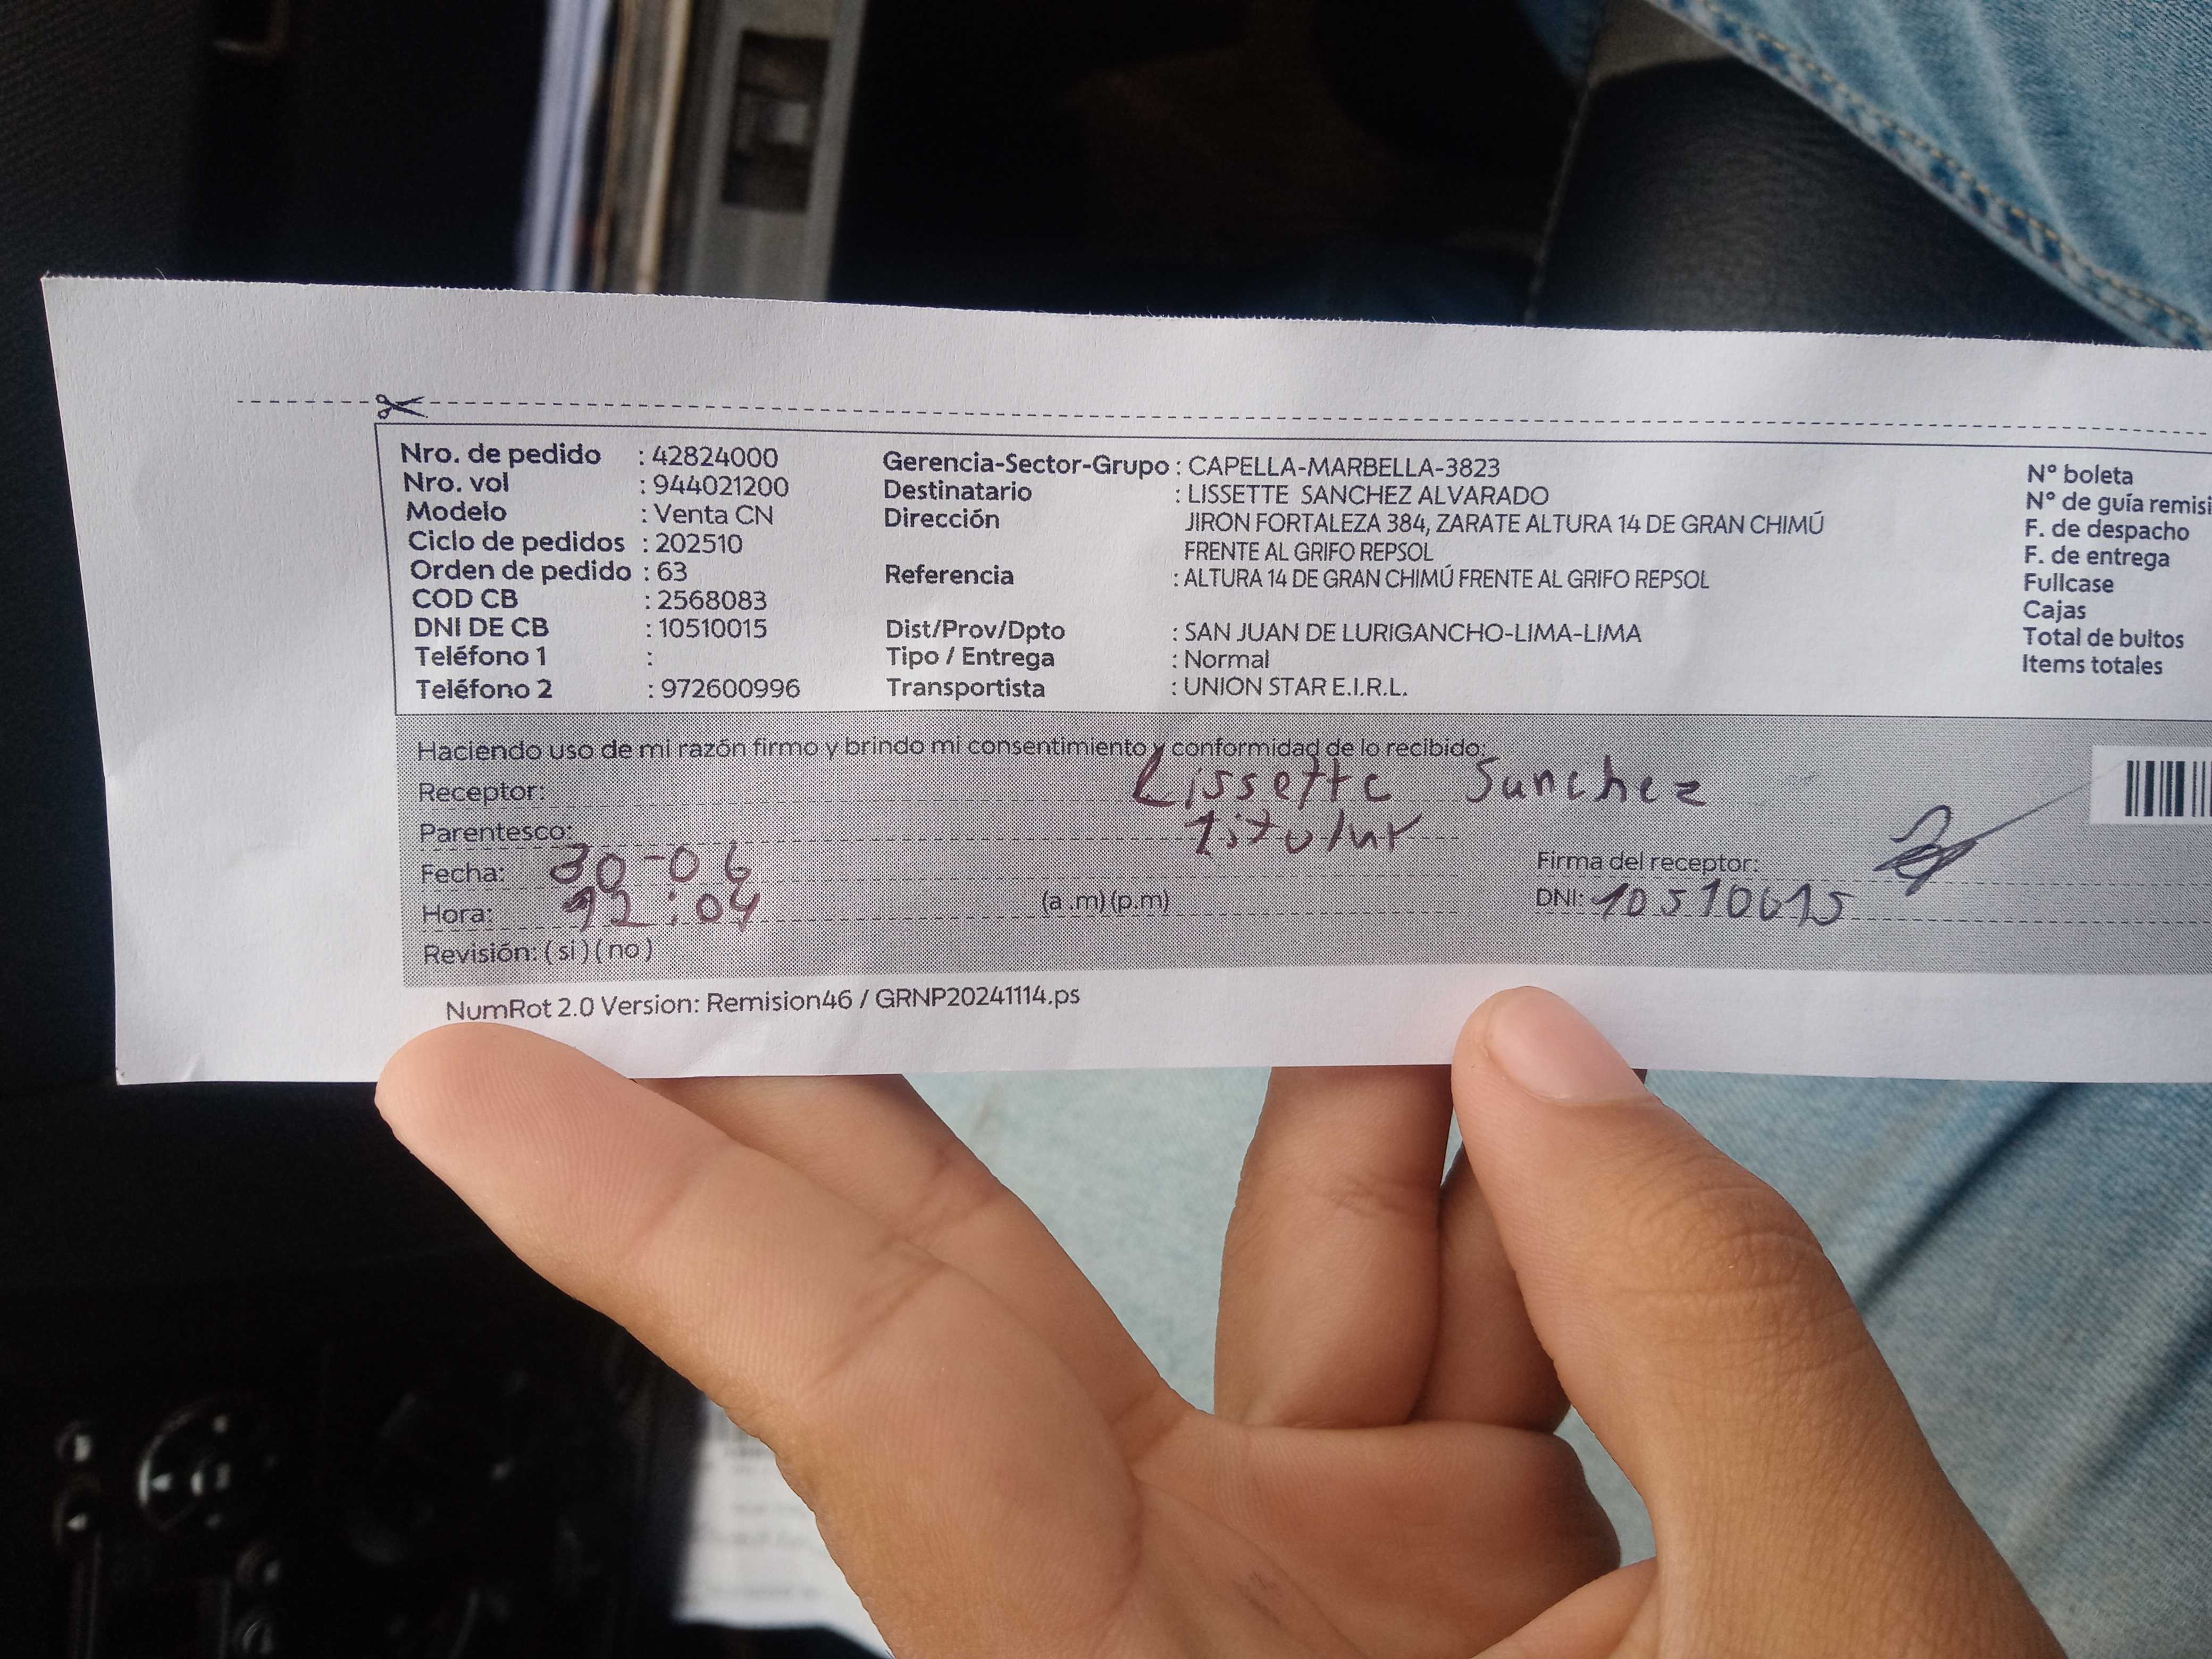 Nro. de pedido : 42824000
Nro. vol : 944021200
Modelo : Venta CN
Ciclo de pedidos : 202510
Orden de pedido : 63
COD CB : 2568083
DNI DE CB : 10510015
Teléfono 1 :
Teléfono 2 : 972600996
Gerencia-Sector-Grupo : CAPELLA-MARBELLA-3823
Destinatario : LISSETTE SANCHEZ ALVARADO
Dirección JIRON FORTALEZA 384, ZARATE ALTURA 14 DE GRAN CHIMÚ
FRENTE AL GRIFO REPSOL
Referencia : ALTURA 14 DE GRAN CHIMÚ FRENTE AL GRIFO REPSOL
Dist/Prov/Dpto : SAN JUAN DE LURIGANCHO-LIMA-LIMA
Tipo / Entrega : Normal
Transportista : UNION STAR E.I.R.L.
N° boleta
N° de guía remisi
F. de despacho
F. de entrega
Fullcase
Cajas
Total de bultos
Items totales
Haciendo uso de mi razón firmo y brindo mi consentimiento y conformidad de lo recibido:
Receptor: Lissette Sanchez
Parentesco: Titular
Fecha: 30-06
Hora: 12:04 (a .m) (p.m)
Revisión: ( si ) ( no )
Firma del receptor:
DNI: 10510015
NumRot 2.0 Version: Remision46 / GRNP20241114.ps